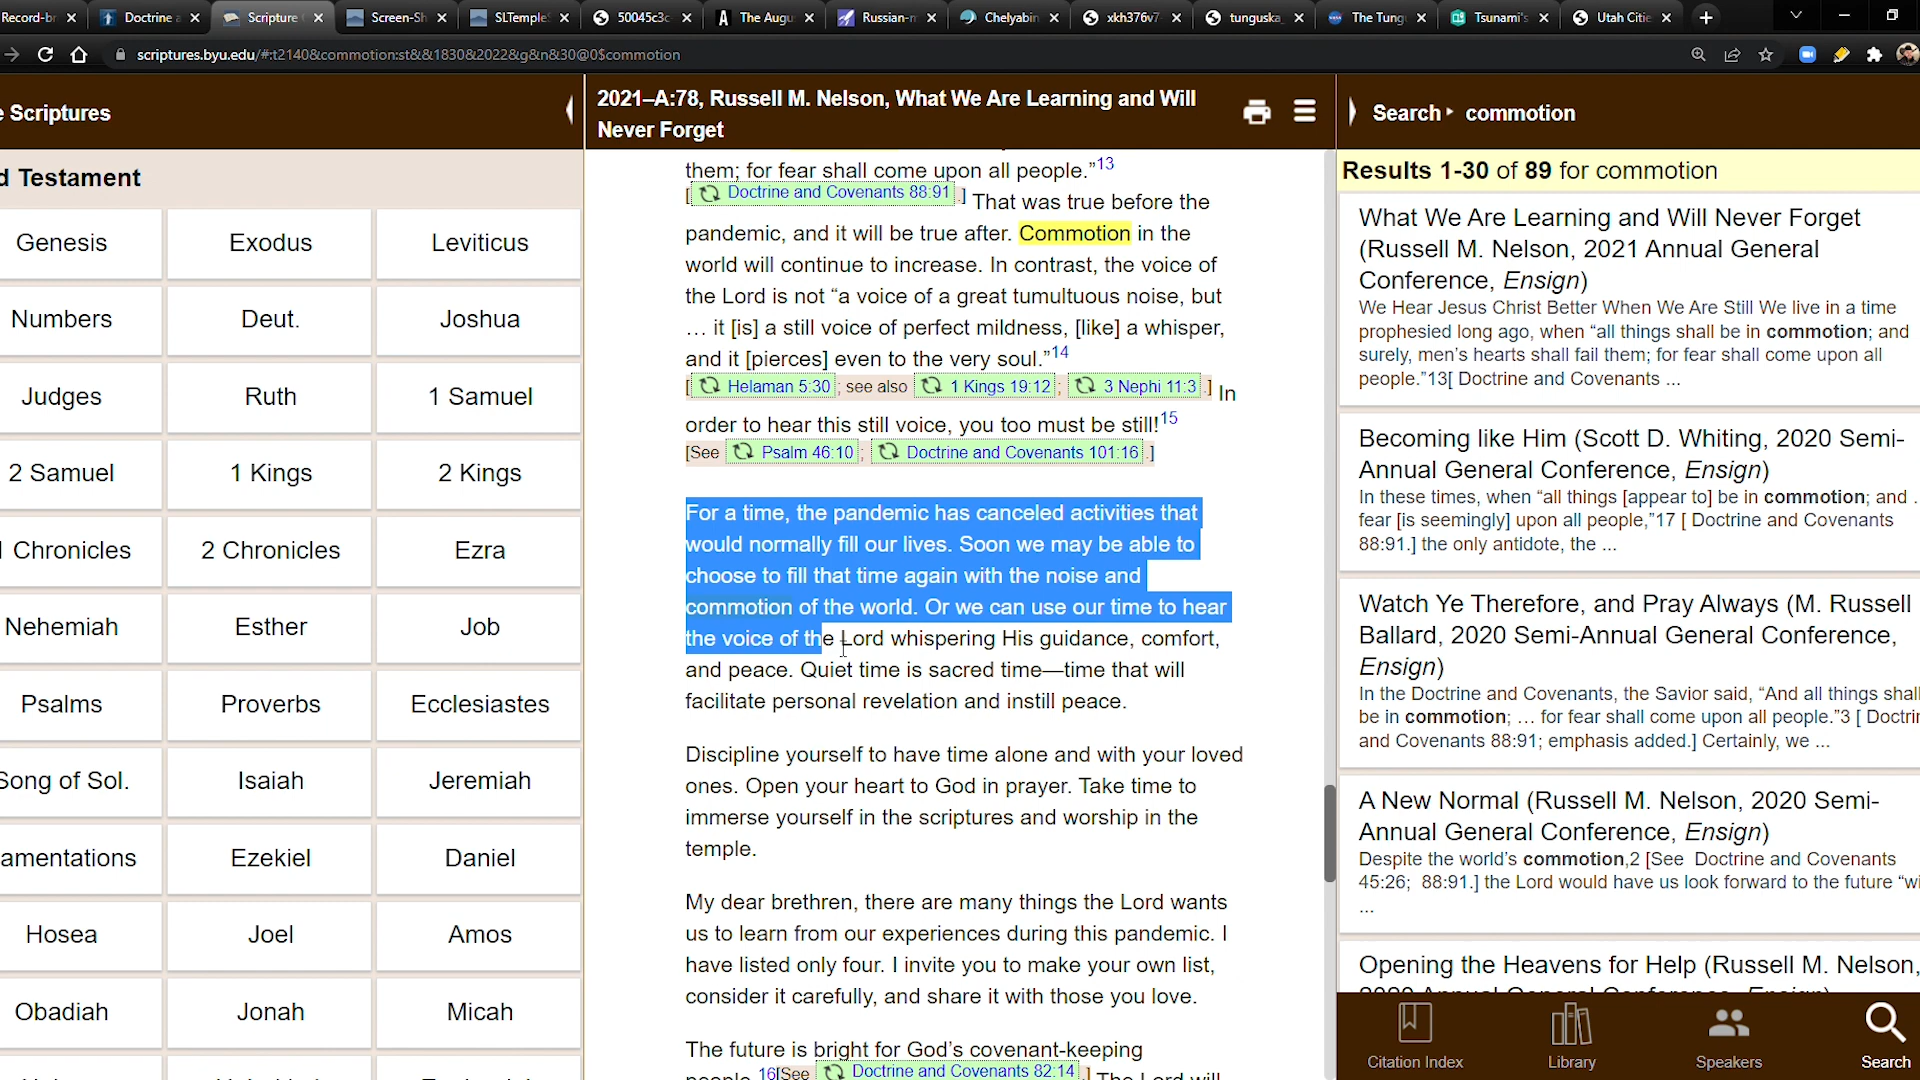 Record-br
Doctrine a
Scripture
Screen-Sh
SLTemple
50045c3c
The Augu
Russian-m
Chelyabin
xkh376v7
tunguska_
The Tung
Tsunami's
Utah Citi
scriptures.byu.edu/#:t2140&commotion:st&&1830&2022&g&n&30@0$commotion
e Scriptures
2021–A:78, Russell M. Nelson, What We Are Learning and Will
Never Forget
Search commotion
d Testament
Genesis Exodus Leviticus
Numbers Deut. Joshua
Judges Ruth 1 Samuel
2 Samuel 1 Kings 2 Kings
l Chronicles 2 Chronicles Ezra
Nehemiah Esther Job
Psalms Proverbs Ecclesiastes
Song of Sol. Isaiah Jeremiah
amentations Ezekiel Daniel
Hosea Joel Amos
Obadiah Jonah Micah
them; for fear shall come upon all people.”13
[ Doctrine and Covenants 88:91 .] That was true before the
pandemic, and it will be true after. Commotion in the
world will continue to increase. In contrast, the voice of
the Lord is not “a voice of a great tumultuous noise, but
… it [is] a still voice of perfect mildness, [like] a whisper,
and it [pierces] even to the very soul.”14
[ Helaman 5:30 ; see also 1 Kings 19:12 ; 3 Nephi 11:3 .] In
order to hear this still voice, you too must be still!15
[See Psalm 46:10 ; Doctrine and Covenants 101:16 .]
For a time, the pandemic has canceled activities that
would normally fill our lives. Soon we may be able to
choose to fill that time again with the noise and
commotion of the world. Or we can use our time to hear
the voice of the Lord whispering His guidance, comfort,
and peace. Quiet time is sacred time—time that will
facilitate personal revelation and instill peace.
Discipline yourself to have time alone and with your loved
ones. Open your heart to God in prayer. Take time to
immerse yourself in the scriptures and worship in the
temple.
My dear brethren, there are many things the Lord wants
us to learn from our experiences during this pandemic. I
have listed only four. I invite you to make your own list,
consider it carefully, and share it with those you love.
The future is bright for God’s covenant-keeping
people.16[See Doctrine and Covenants 82:14 .] The Lord will
Results 1-30 of 89 for commotion
What We Are Learning and Will Never Forget
(Russell M. Nelson, 2021 Annual General
Conference, Ensign)
We Hear Jesus Christ Better When We Are Still We live in a time
prophesied long ago, when “all things shall be in commotion; and
surely, men’s hearts shall fail them; for fear shall come upon all
people.”13[ Doctrine and Covenants ...
Becoming like Him (Scott D. Whiting, 2020 Semi-
Annual General Conference, Ensign)
In these times, when “all things [appear to] be in commotion; and .
fear [is seemingly] upon all people,”17 [ Doctrine and Covenants
88:91.] the only antidote, the ...
Watch Ye Therefore, and Pray Always (M. Russell
Ballard, 2020 Semi-Annual General Conference,
Ensign)
In the Doctrine and Covenants, the Savior said, “And all things shall
be in commotion; … for fear shall come upon all people.”3 [ Doctrin
and Covenants 88:91; emphasis added.] Certainly, we ...
A New Normal (Russell M. Nelson, 2020 Semi-
Annual General Conference, Ensign)
Despite the world’s commotion,2 [See Doctrine and Covenants
45:26; 88:91.] the Lord would have us look forward to the future “wi
...
Opening the Heavens for Help (Russell M. Nelson,
2020 Annual General Conference, Ensign)
Citation Index
Library
Speakers
Search